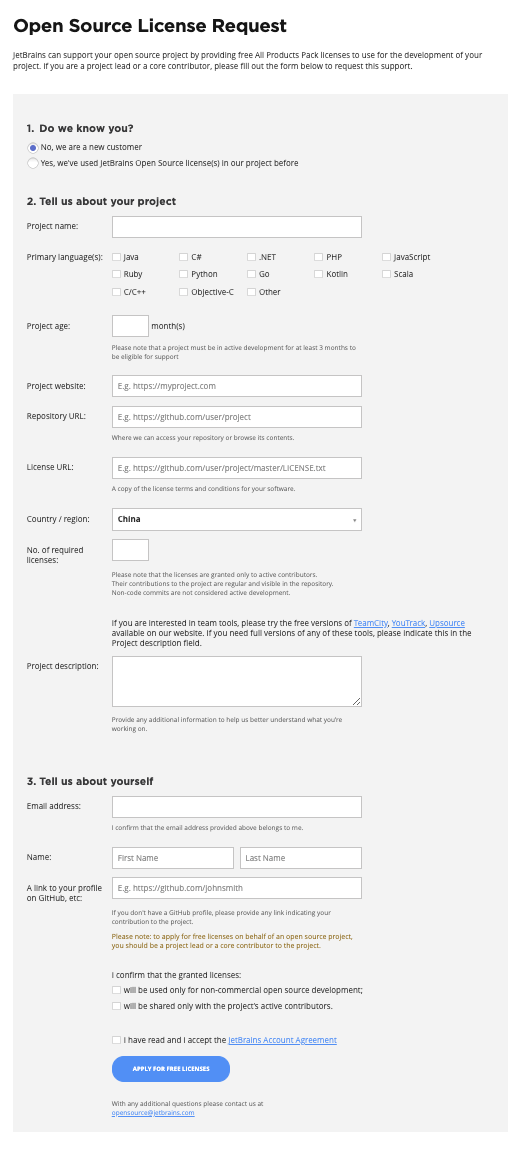 Open Source License Request
JetBrains can support your open source project by providing free All Products Pack licenses to use for the development of your
project. If you are a project lead or a core contributor, please fill out the form below to request this support.
1. Do we know you?
No, we are a new customer
Yes, we've used JetBrains Open Source license(s) in our project before
2. Tell us about your project
Project name:
Primary language(s): Java C# .NET PHP JavaScript
Ruby Python Go Kotlin Scala
C/C++ Objective-C Other
Project age: month(s)
Please note that a project must be in active development for at least 3 months to
be eligible for support
Project website: E.g. https://myproject.com
Repository URL: E.g. https://github.com/user/project
Where we can access your repository or browse its contents.
License URL: E.g. https://github.com/user/project/master/LICENSE.txt
A copy of the license terms and conditions for your software.
Country / region: China
No. of required
licenses:
Please note that the licenses are granted only to active contributors.
Their contributions to the project are regular and visible in the repository.
Non-code commits are not considered active development.
If you are interested in team tools, please try the free versions of TeamCity, YouTrack, Upsource
available on our website. If you need full versions of any of these tools, please indicate this in the
Project description field.
Project description:
Provide any additional information to help us better understand what you're
working on.
3. Tell us about yourself
Email address:
I confirm that the email address provided above belongs to me.
Name: First Name Last Name
A link to your profile
on GitHub, etc: E.g. https://github.com/johnsmith
If you don't have a GitHub profile, please provide any link indicating your
contribution to the project.
Please note: to apply for free licenses on behalf of an open source project,
you should be a project lead or a core contributor to the project.
I confirm that the granted licenses:
will be used only for non-commercial open source development;
will be shared only with the project's active contributors.
I have read and I accept the JetBrains Account Agreement
APPLY FOR FREE LICENSES
With any additional questions please contact us at
opensource@jetbrains.com